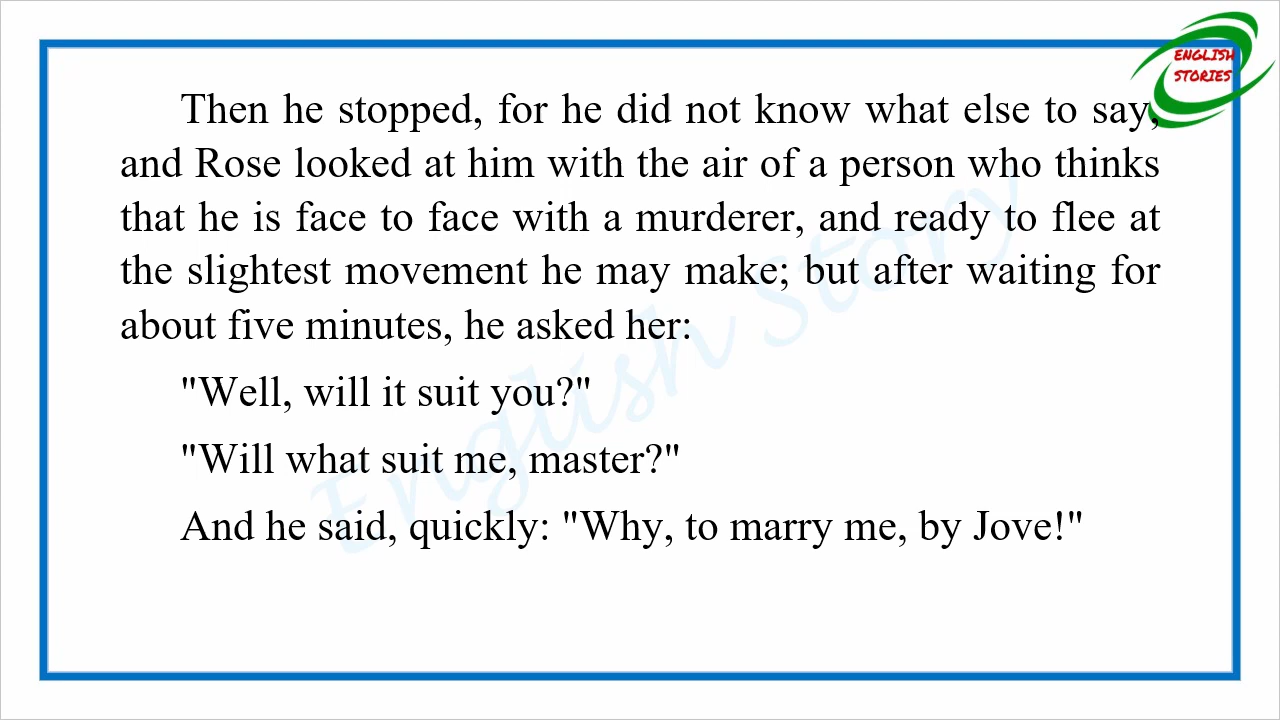 ENGLISH
STORIES
Then he stopped, for he did not know what else to say,
and Rose looked at him with the air of a person who thinks
that he is face to face with a murderer, and ready to flee at
the slightest movement he may make; but after waiting for
about five minutes, he asked her:
"Well, will it suit you?"
"Will what suit me, master?"
And he said, quickly: "Why, to marry me, by Jove!"
English Story